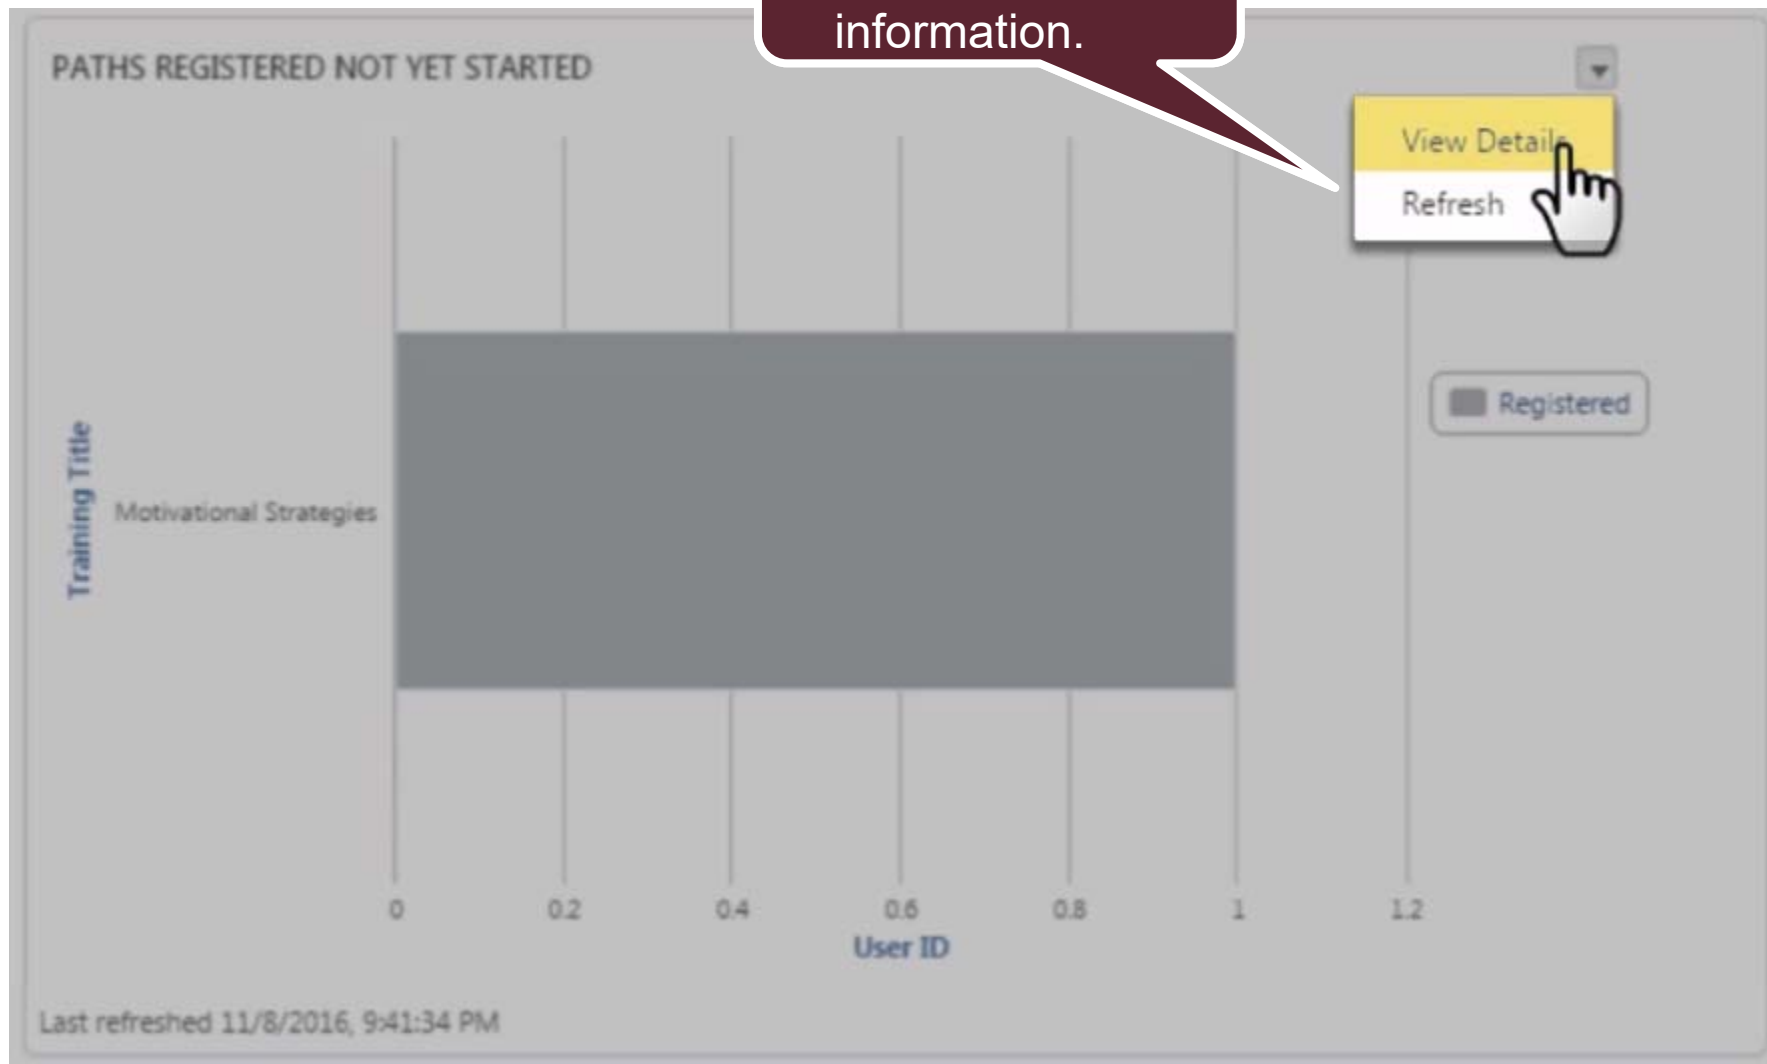 information.
PATHS REGISTERED NOT YET STARTED
View Details
Refresh
Registered
Training Title
Motivational Strategies
0 0.2 0.4 0.6 0.8 1 1.2
User ID
Last refreshed 11/8/2016, 9:41:34 PM